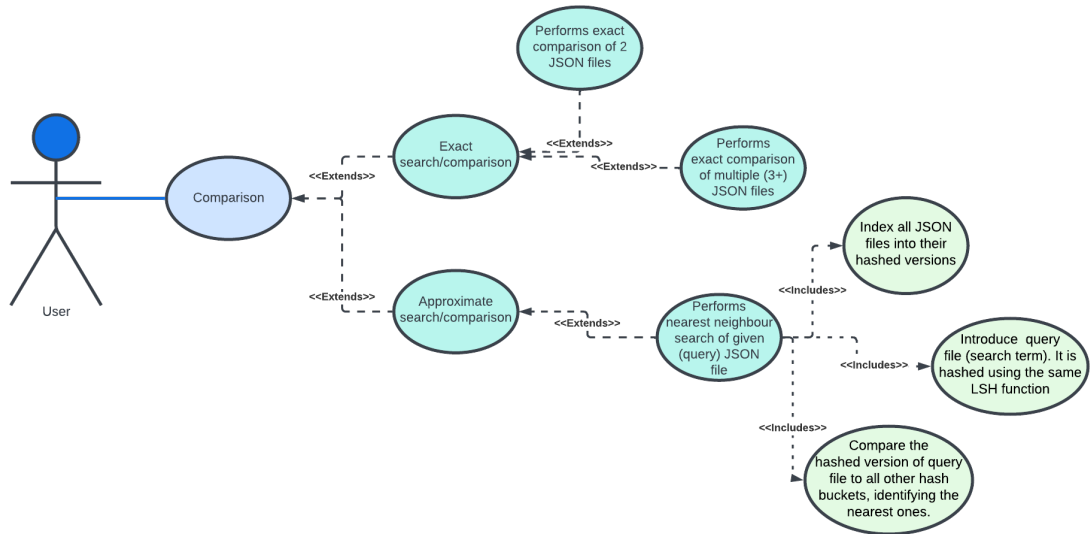 Performs exact
comparison of 2
JSON files
<<Extends>>
Exact
search/comparison
<<Extends>>
Performs
exact comparison
of multiple (3+)
JSON files
<<Extends>>
Comparison
User
Index all JSON
files into their
hashed versions
<<Includes>>
<<Extends>>
Approximate
search/comparison
<<Extends>>
Performs
nearest neighbour
search of given
(query) JSON
file
Introduce query
file (search term). It is
hashed using the same
LSH function
<<Includes>>
<<Includes>>
Compare the
hashed version of query
file to all other hash
buckets, identifying the
nearest ones.